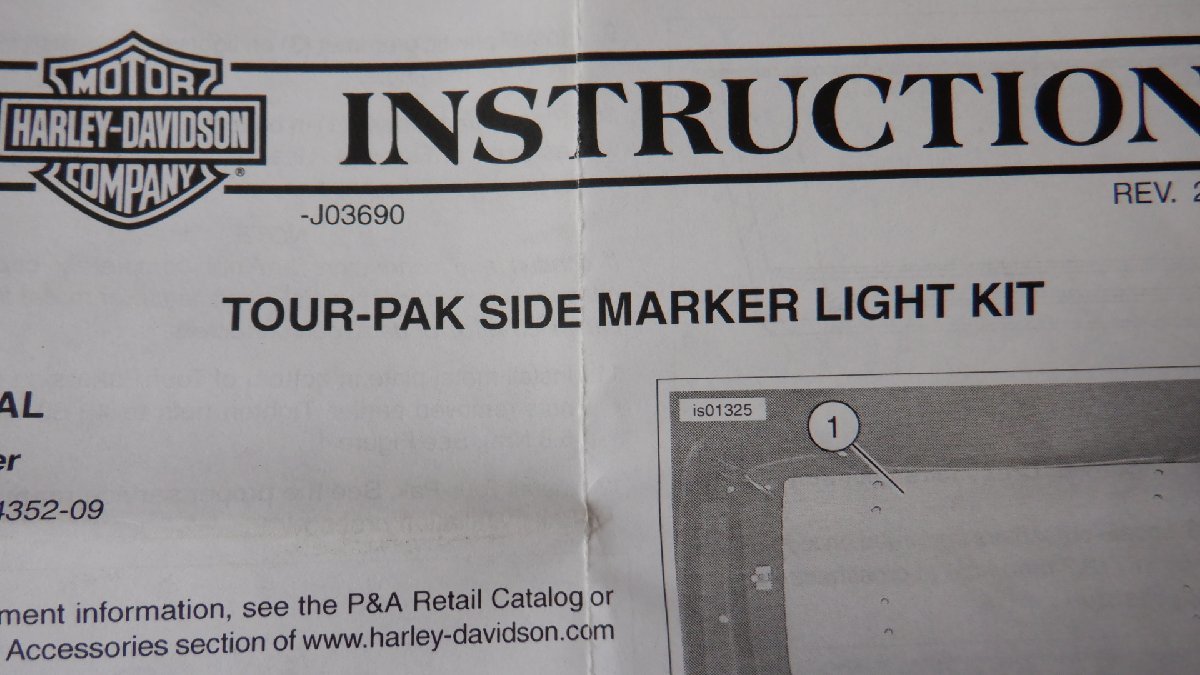 MOTOR
HARLEY-DAVIDSON
COMPANY
®
INSTRUCTION
-J03690
REV. 2
TOUR-PAK SIDE MARKER LIGHT KIT
AL
er
4352-09
ment information, see the P&A Retail Catalog or
Accessories section of www.harley-davidson.com
is01325
1